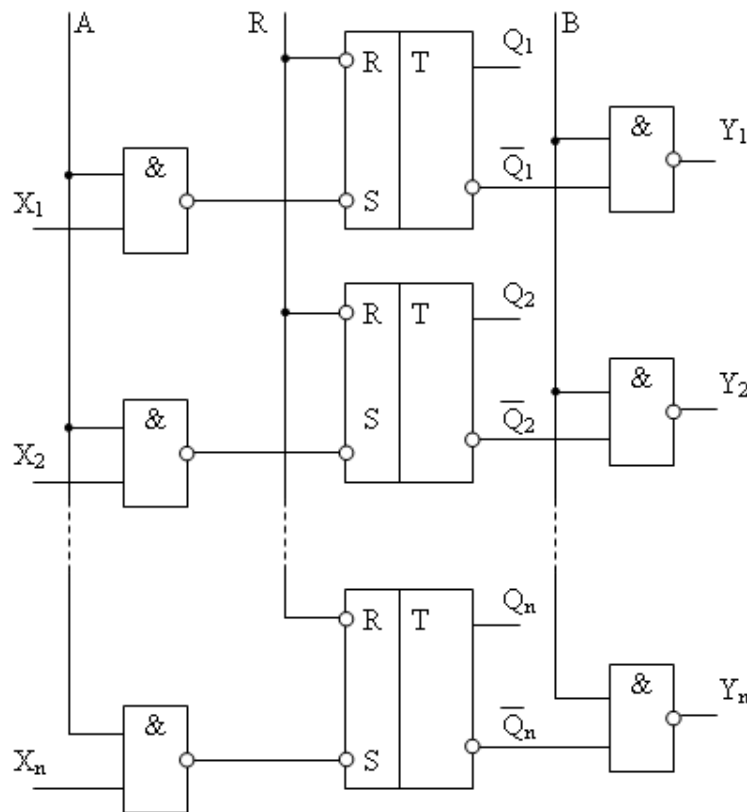 A R B
R T Q₁
& & Y₁
S Q̅₁
X₁
R T Q₂
& & Y₂
S Q̅₂
X₂
R T Qₙ
& & Yₙ
S Q̅ₙ
Xₙ